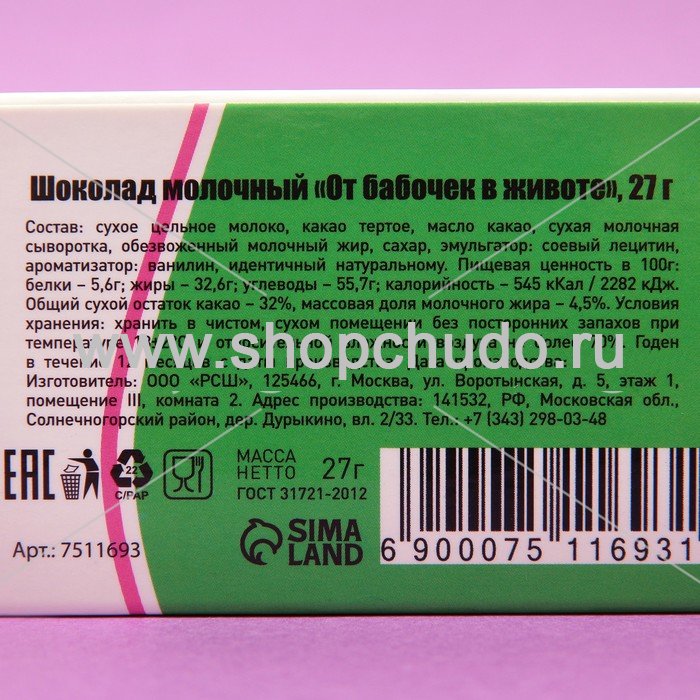 Шоколад молочный «От бабочек в животе», 27 г
Состав: сухое цельное молоко, какао тертое, масло какао, сухая молочная
сыворотка, обезвоженный молочный жир, сахар, эмульгатор: соевый лецитин,
ароматизатор: ванилин, идентичный натуральному. Пищевая ценность в 100г:
белки – 5,6г; жиры – 32,6г; углеводы – 55,7г; калорийность – 545 кКал / 2282 кДж.
Общий сухой остаток какао – 32%, массовая доля молочного жира – 4,5%. Условия
хранения: хранить в чистом, сухом помещении без постородних запахов при
температуре
70%. Годен
в течение
www.shopchudo.ru
Изготовитель: ООО «РСШ», 125466, г. Москва, ул. Воротынская, д. 5, этаж 1,
помещение III, комната 2. Адрес производства: 141532, РФ, Московская обл.,
Солнечногорский район, дер. Дурыкино, вл. 2/33. Тел.: +7 (343) 298-03-48
EAC
22
C/PAP
МАССА
НЕТТО 27г
ГОСТ 31721-2012
Арт.: 7511693
SIMA
LAND
6 900075 116931